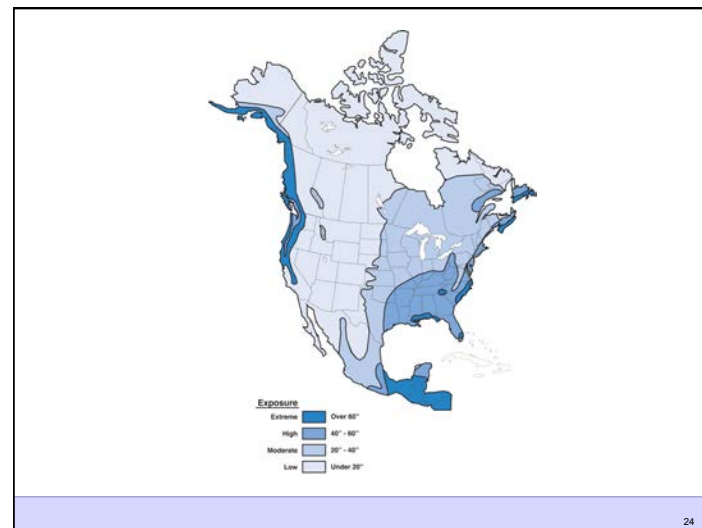 Exposure
Extreme Over 60"
High 40" - 60"
Moderate 20" - 40"
Low Under 20"
24